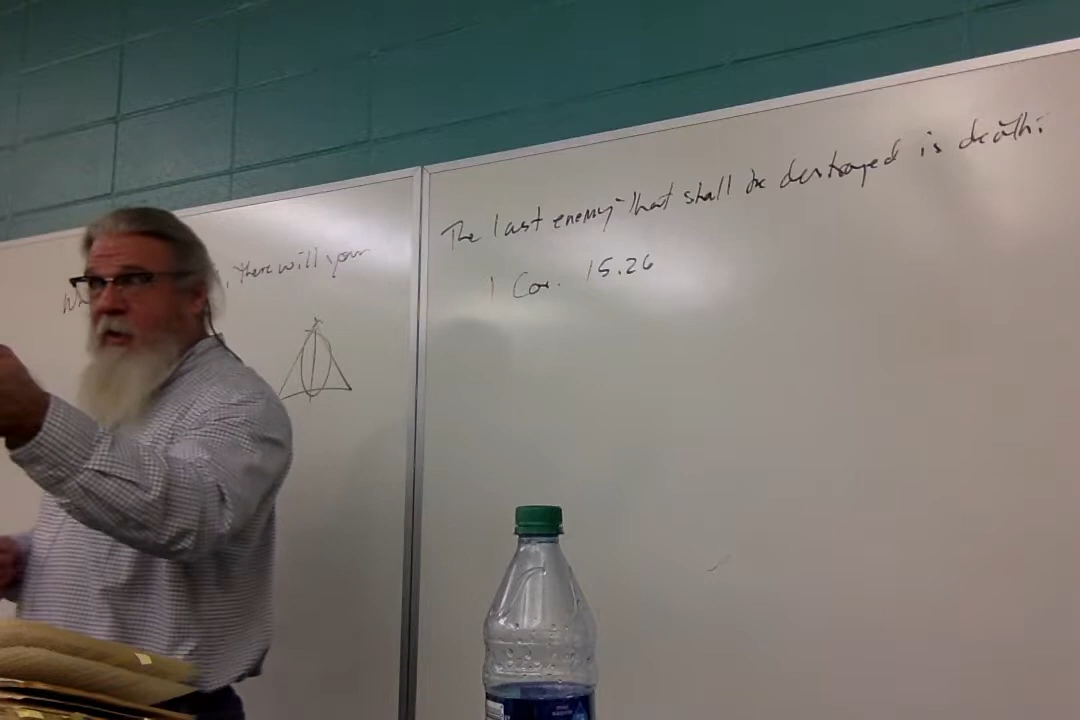 , there will your
The last enemy that shall be destroyed is death.
1 Cor. 15.26